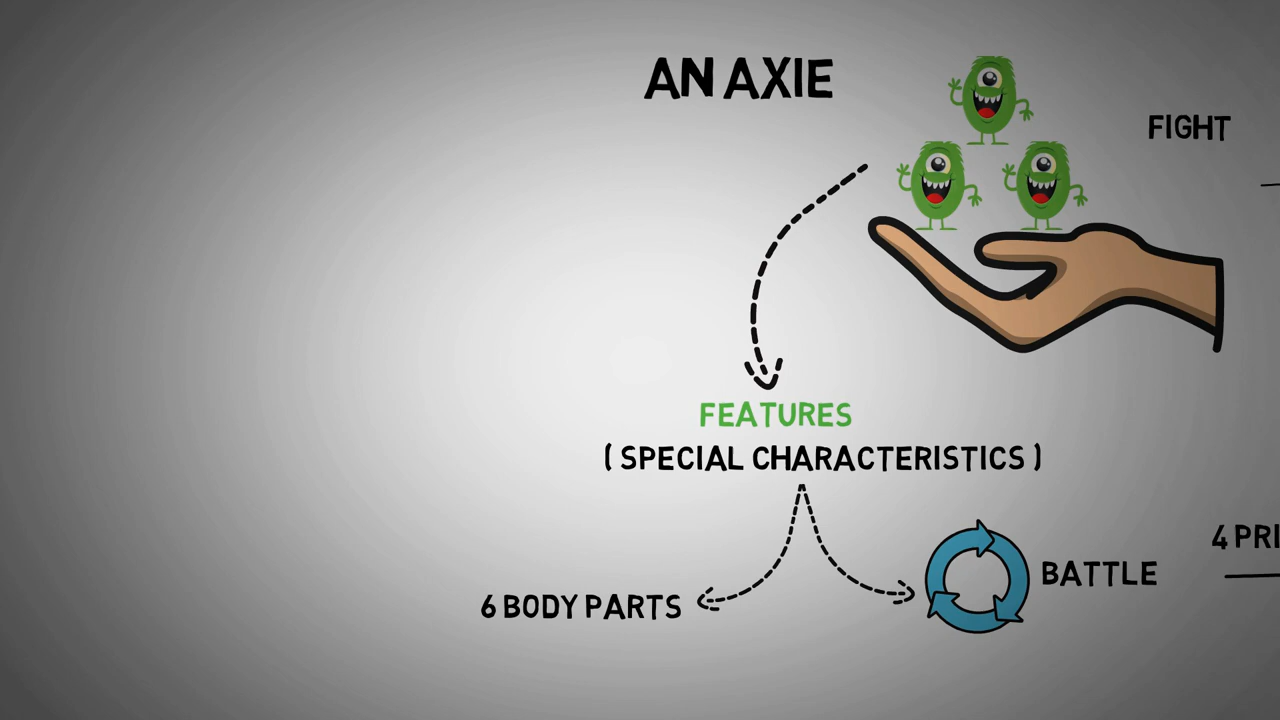 AN AXIE
FIGHT
FEATURES
( SPECIAL CHARACTERISTICS )
6 BODY PARTS
BATTLE
4 PRI